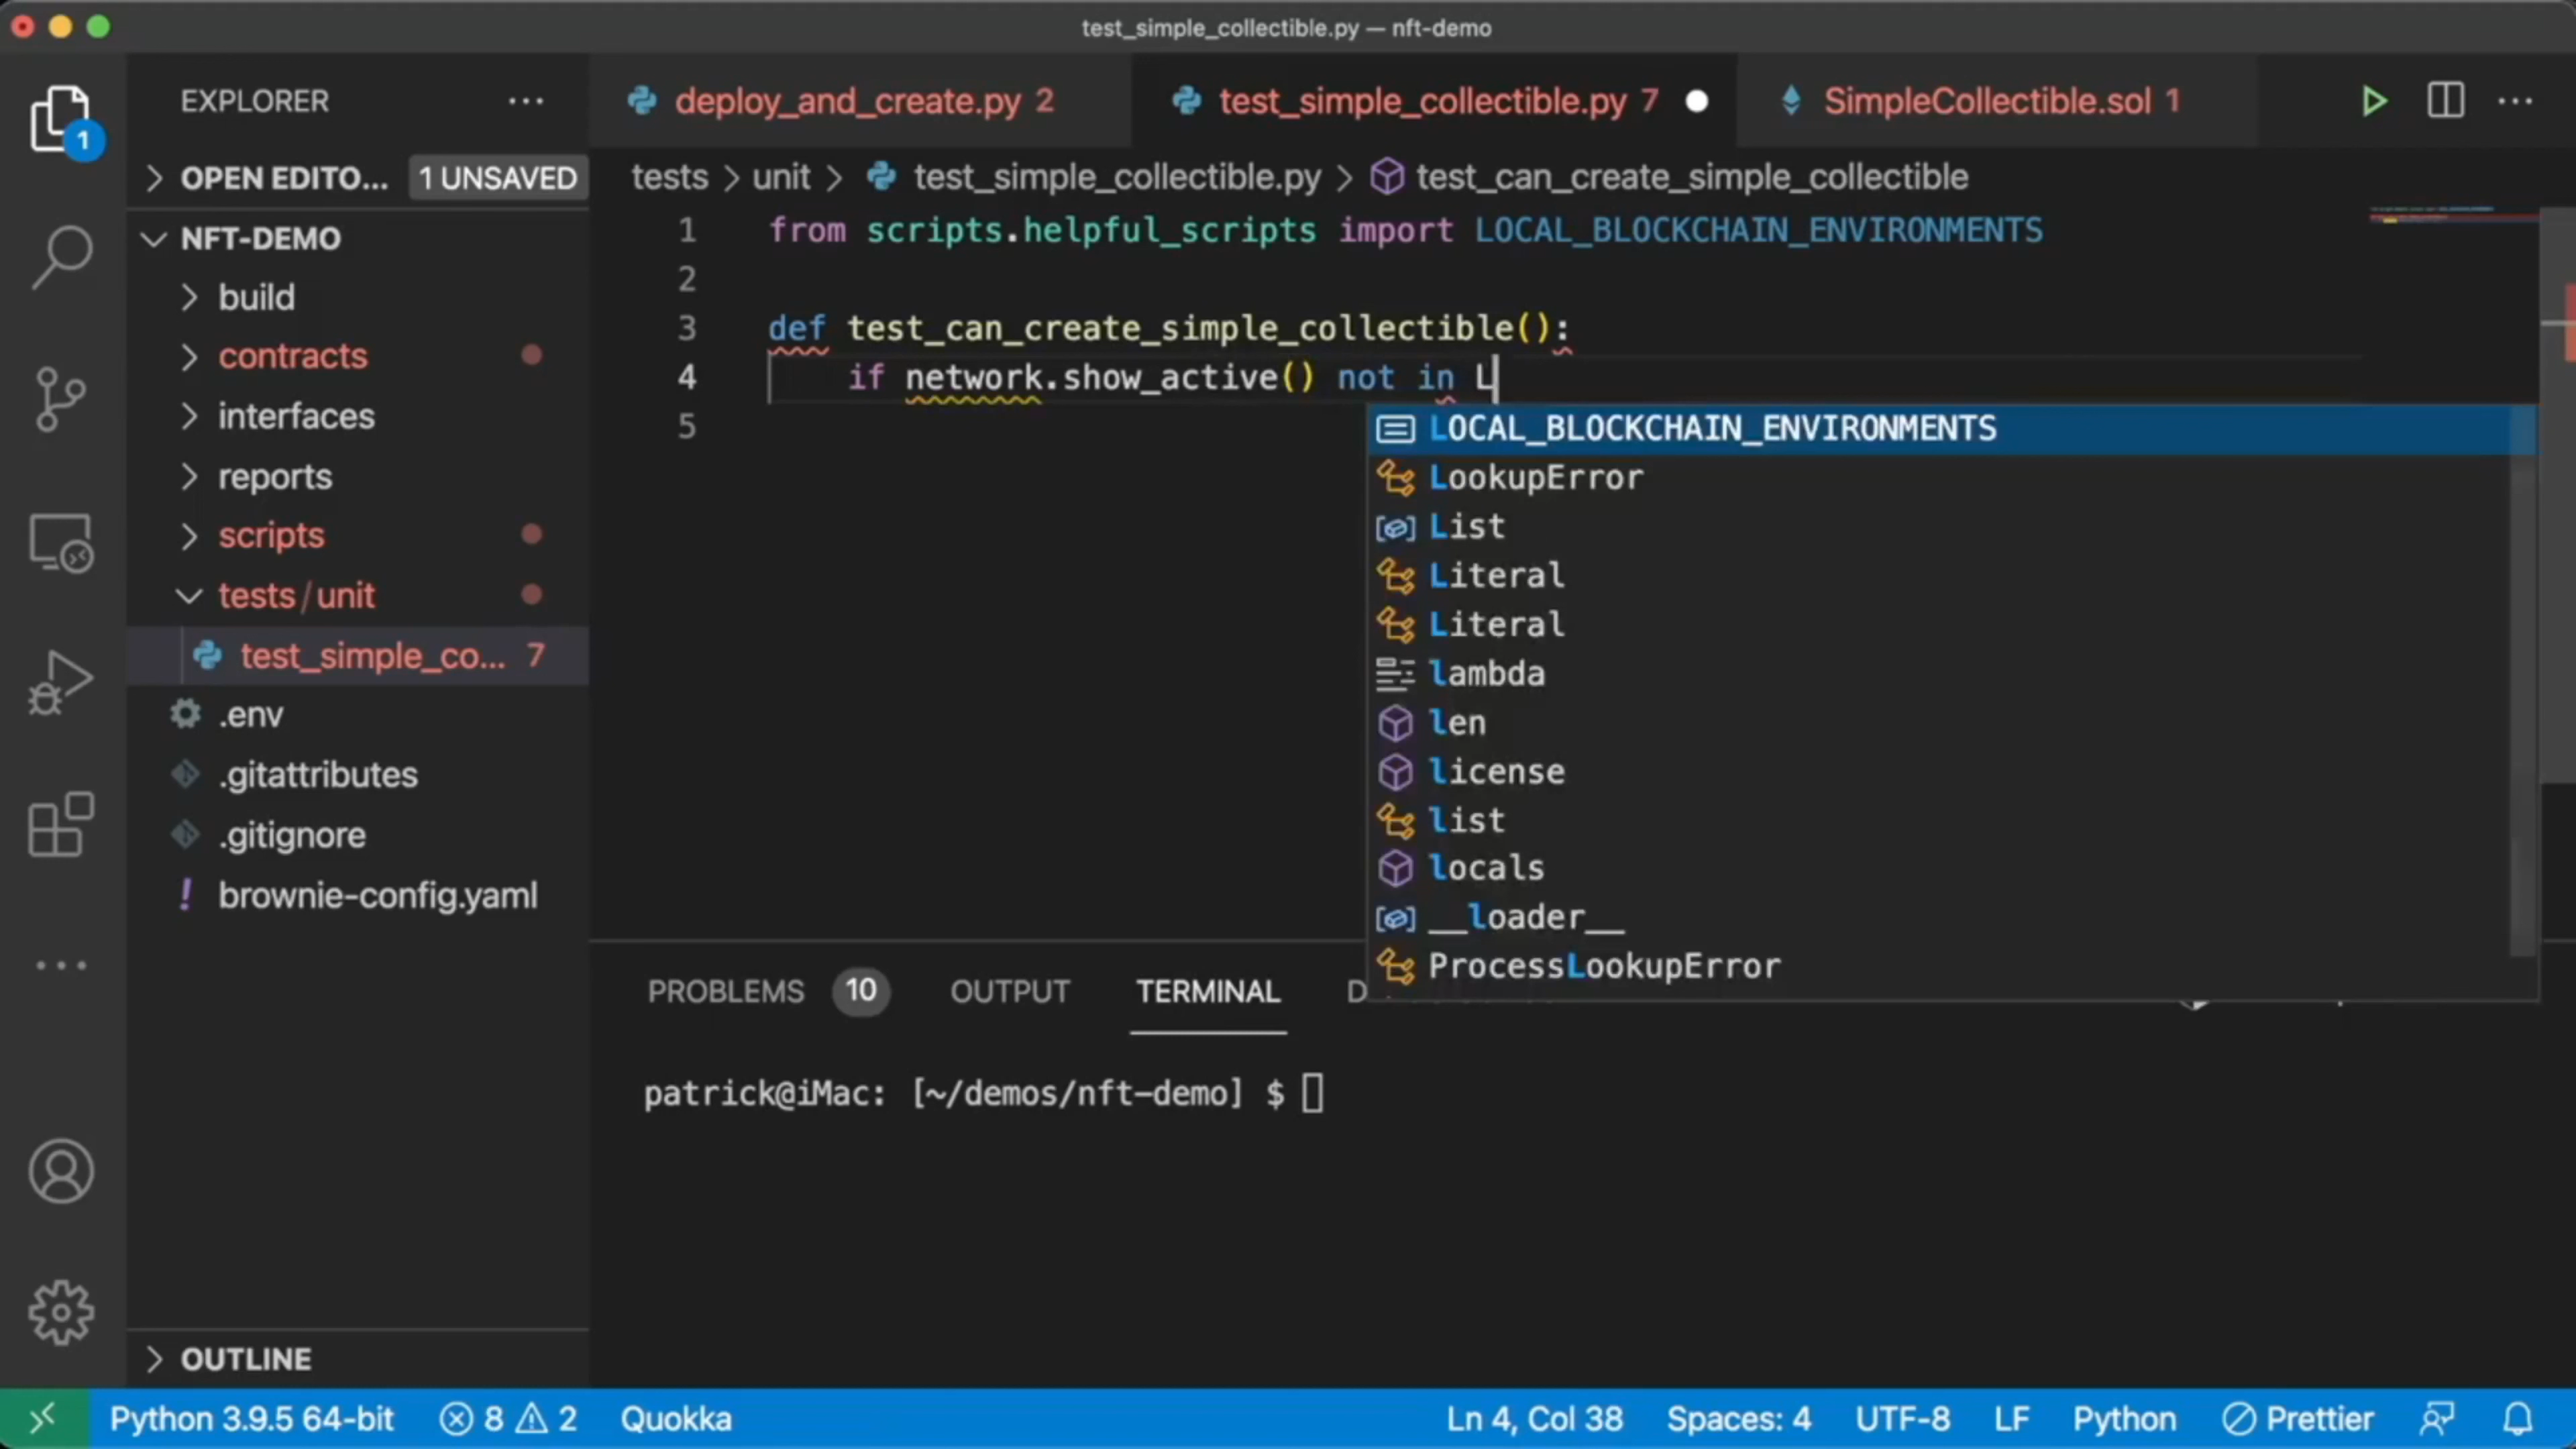 test_simple_collectible.py — nft-demo
EXPLORER
deploy_and_create.py 2
test_simple_collectible.py 7
SimpleCollectible.sol 1
1
OPEN EDITO... 1 UNSAVED
tests > unit > test_simple_collectible.py > test_can_create_simple_collectible
NFT-DEMO
build
contracts
interfaces
reports
scripts
tests/unit
test_simple_co... 7
.env
.gitattributes
.gitignore
brownie-config.yaml
OUTLINE
1 from scripts.helpful_scripts import LOCAL_BLOCKCHAIN_ENVIRONMENTS
2
3 def test_can_create_simple_collectible():
4 if network.show_active() not in L
5
LOCAL_BLOCKCHAIN_ENVIRONMENTS
LookupError
List
Literal
Literal
lambda
len
license
list
locals
__loader__
ProcessLookupError
PROBLEMS 10 OUTPUT TERMINAL D
patrick@iMac: [~/demos/nft-demo] $
Python 3.9.5 64-bit 8 2 Quokka Ln 4, Col 38 Spaces: 4 UTF-8 LF Python Prettier